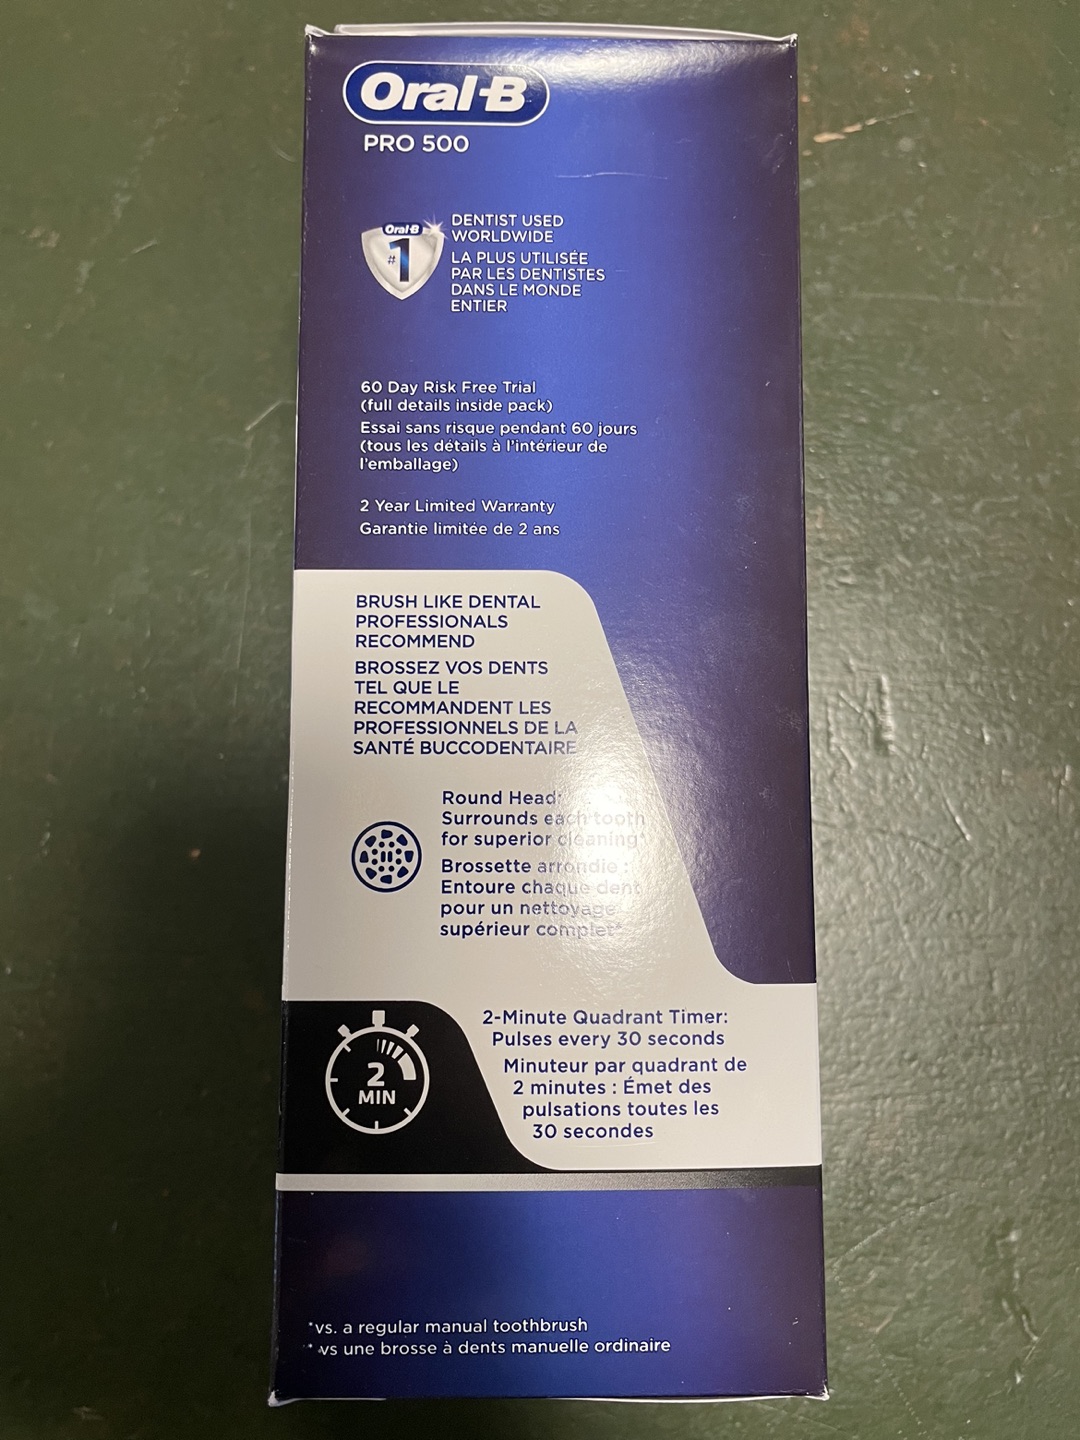 Oral-B
PRO 500
Oral-B
#1
DENTIST USED
WORLDWIDE
LA PLUS UTILISÉE
PAR LES DENTISTES
DANS LE MONDE
ENTIER
60 Day Risk Free Trial
(full details inside pack)
Essai sans risque pendant 60 jours
(tous les détails à l'intérieur de
l'emballage)
2 Year Limited Warranty
Garantie limitée de 2 ans
BRUSH LIKE DENTAL
PROFESSIONALS
RECOMMEND
BROSSEZ VOS DENTS
TEL QUE LE
RECOMMANDENT LES
PROFESSIONNELS DE LA
SANTÉ BUCCODENTAIRE
Round Head:
Surrounds each tooth
for superior cleaning*
Brossette arrondie :
Entoure chaque dent
pour un nettoyage
supérieur complet*
2-Minute Quadrant Timer:
Pulses every 30 seconds
Minuteur par quadrant de
2 minutes : Émet des
pulsations toutes les
30 secondes
2
MIN
*vs. a regular manual toothbrush
* vs une brosse à dents manuelle ordinaire